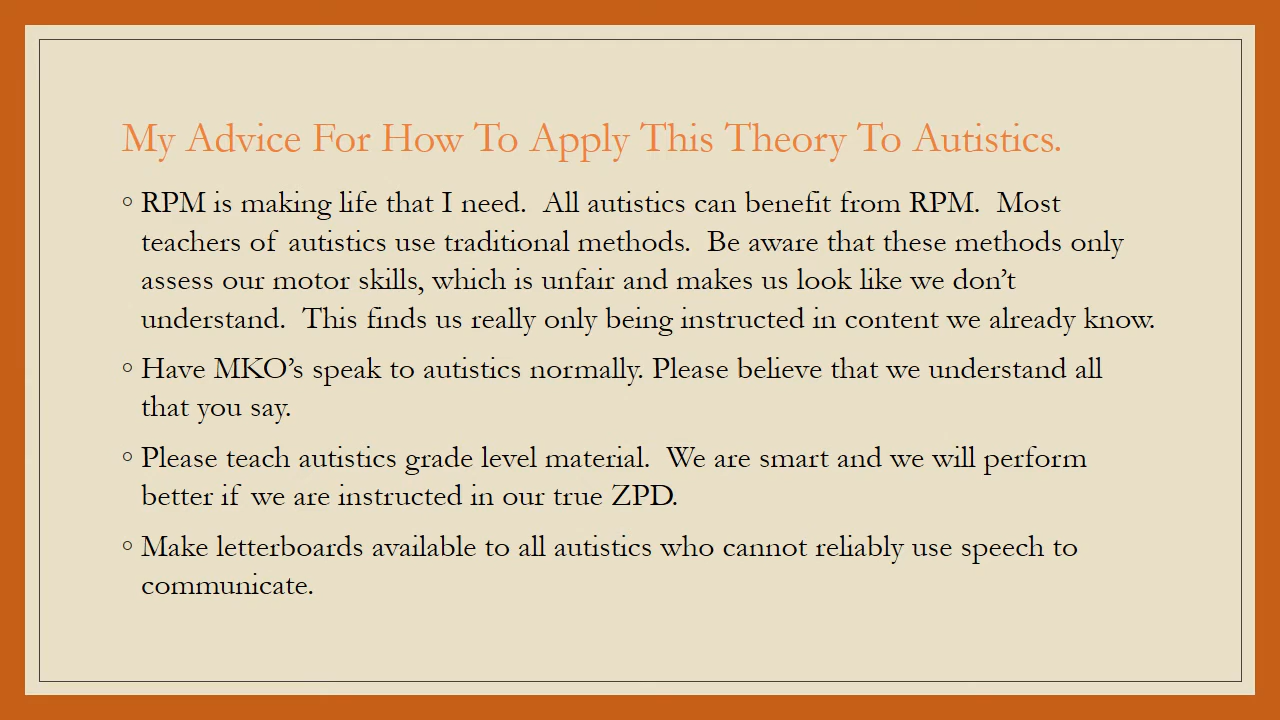 My Advice For How To Apply This Theory To Autistics.
◦ RPM is making life that I need.  All autistics can benefit from RPM.  Most
teachers of autistics use traditional methods.  Be aware that these methods only
assess our motor skills, which is unfair and makes us look like we don’t
understand.  This finds us really only being instructed in content we already know.
◦ Have MKO’s speak to autistics normally. Please believe that we understand all
that you say.
◦ Please teach autistics grade level material.  We are smart and we will perform
better if we are instructed in our true ZPD.
◦ Make letterboards available to all autistics who cannot reliably use speech to
communicate.